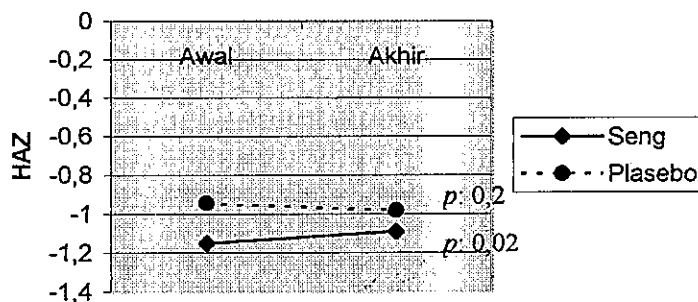 0
-0,2
-0,4
-0,6
-0,8
-1
-1,2
-1,4
HAZ
Awal
Akhir
p: 0,2
p: 0,02
Seng
Plasebo